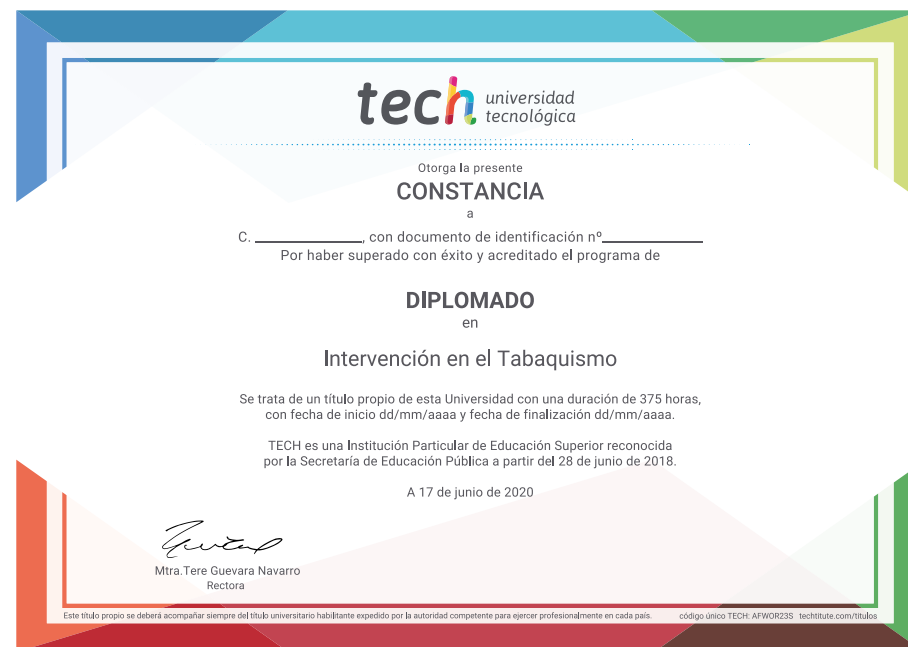 tech universidad
tecnológica
Otorga la presente
CONSTANCIA
a
C. ______________, con documento de identificación nº______________
Por haber superado con éxito y acreditado el programa de
DIPLOMADO
en
Intervención en el Tabaquismo
Se trata de un título propio de esta Universidad con una duración de 375 horas,
con fecha de inicio dd/mm/aaaa y fecha de finalización dd/mm/aaaa.
TECH es una Institución Particular de Educación Superior reconocida
por la Secretaría de Educación Pública a partir del 28 de junio de 2018.
A 17 de junio de 2020
Mtra.Tere Guevara Navarro
Rectora
Este título propio se deberá acompañar siempre del título universitario habilitante expedido por la autoridad competente para ejercer profesionalmente en cada país. código único TECH: AFWOR23S techtitute.com/titulos